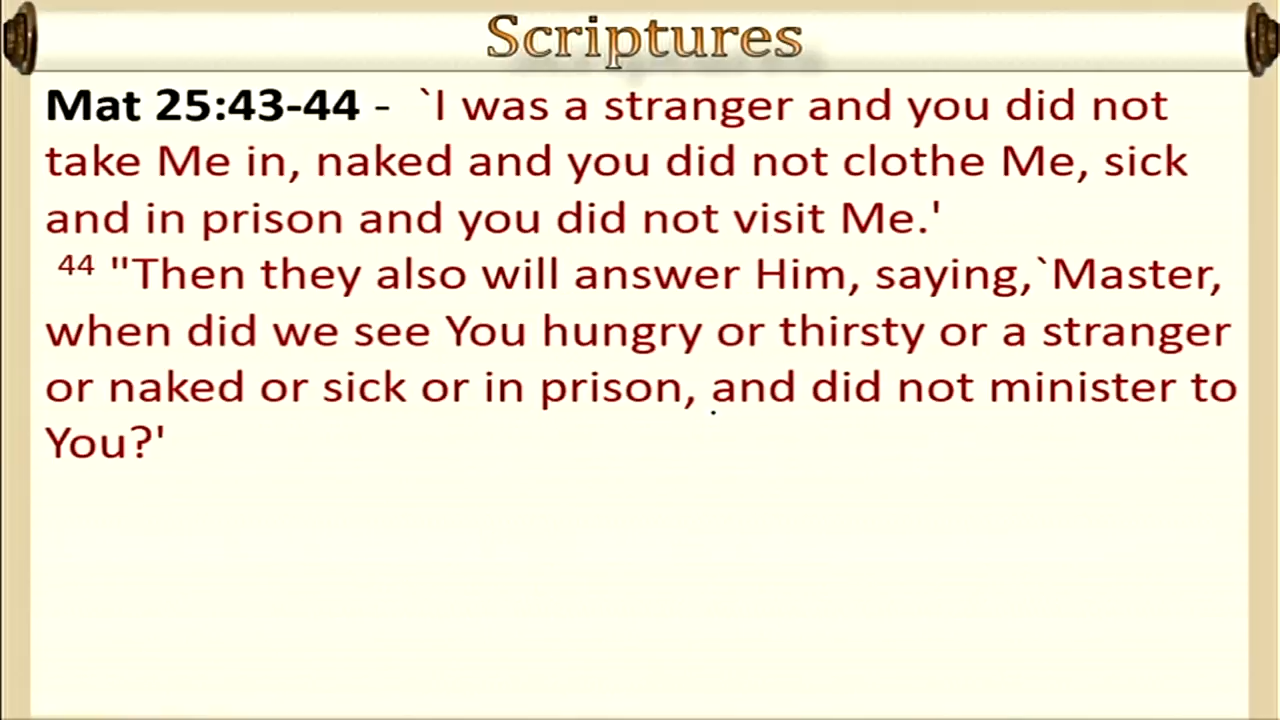 Scriptures
Mat 25:43-44 - `I was a stranger and you did not
take Me in, naked and you did not clothe Me, sick
and in prison and you did not visit Me.'
44 "Then they also will answer Him, saying,`Master,
when did we see You hungry or thirsty or a stranger
or naked or sick or in prison, and did not minister to
You?'